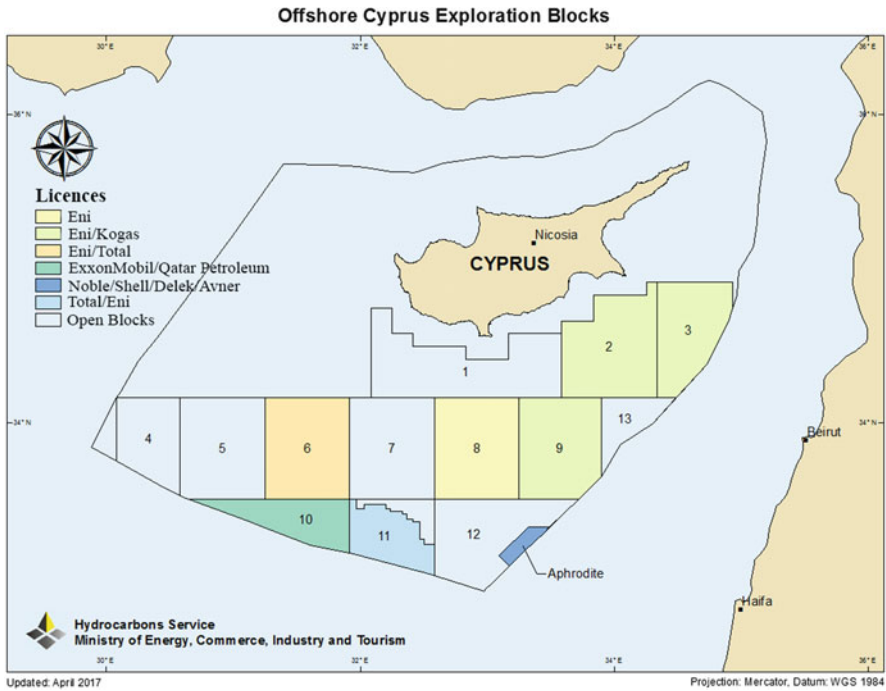 Offshore Cyprus Exploration Blocks
30°E
32°E
34°E
36°E
36°N
36°N
Licences
Eni
Eni/Kogas
Eni/Total
ExxonMobil/Qatar Petroleum
Noble/Shell/Delek/Avner
Total/Eni
Open Blocks
Nicosia
CYPRUS
1
2
3
4
5
6
7
8
9
13
34°N
34°N
Beirut
10
11
12
Aphrodite
Haifa
Hydrocarbons Service
Ministry of Energy, Commerce, Industry and Tourism
30°E
32°E
34°E
36°E
Updated: April 2017
Projection: Mercator, Datum: WGS 1984